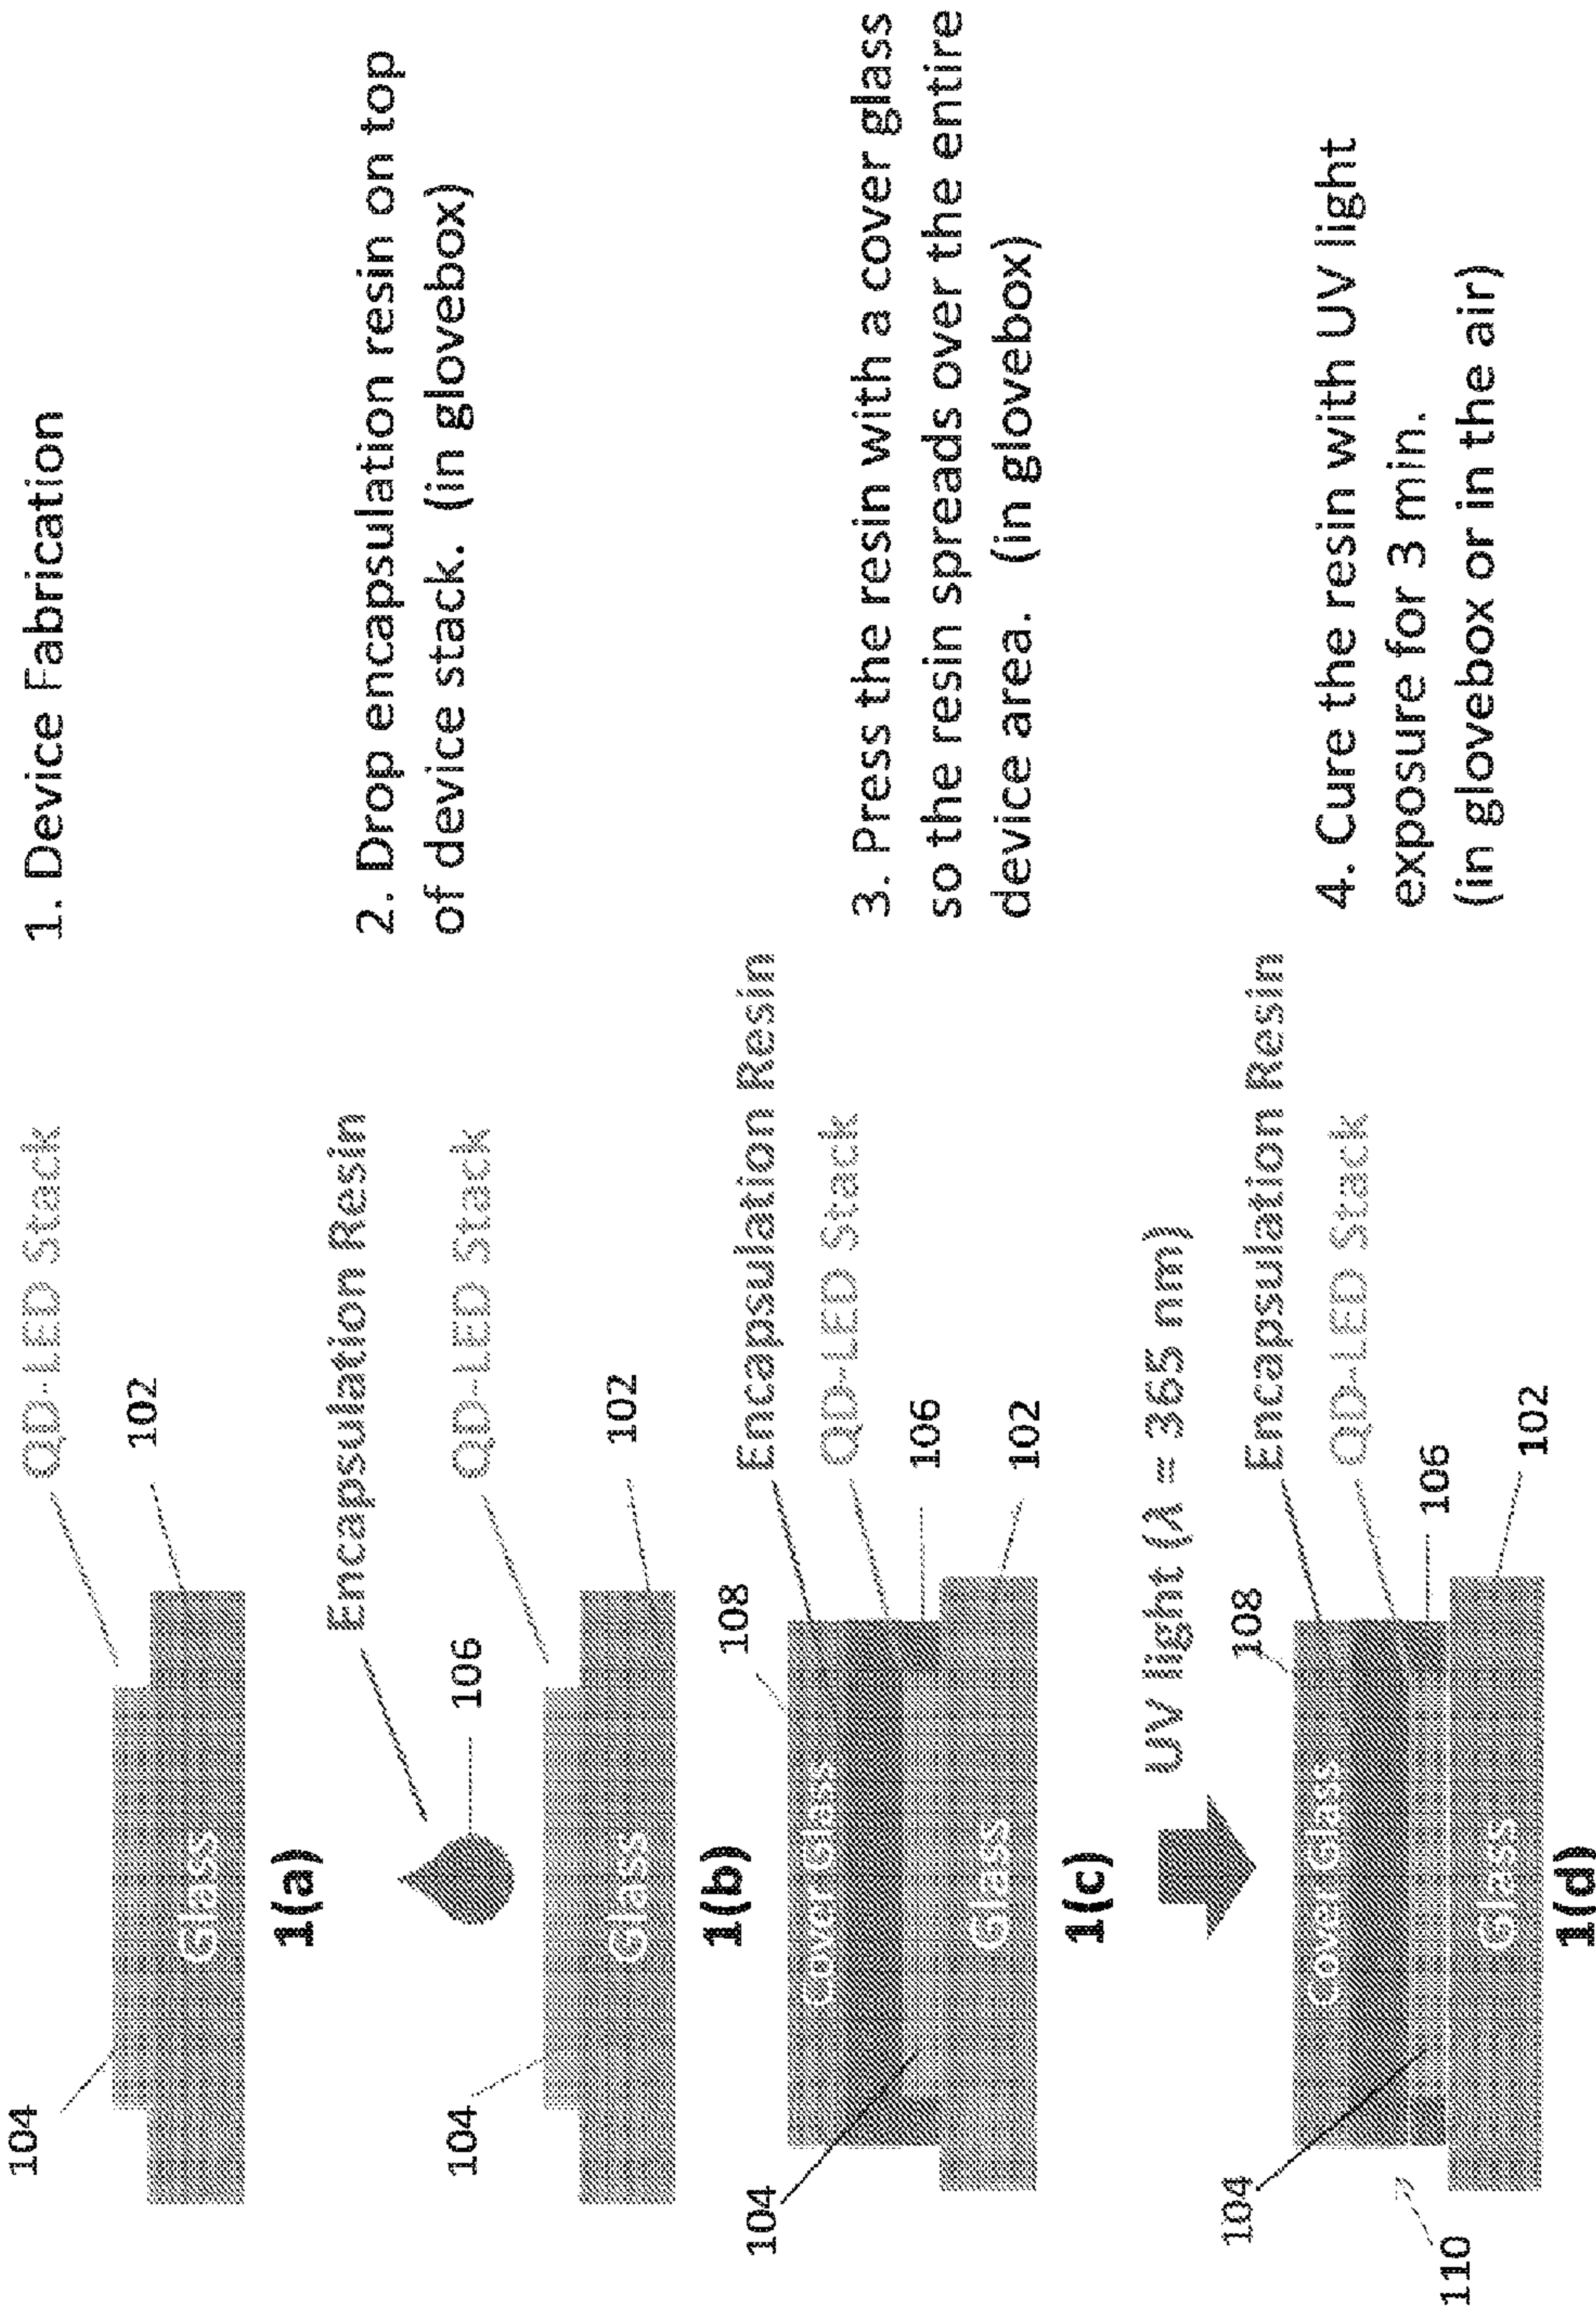 104
QD-LED Stack
102
Glass
1(a)
1. Device Fabrication
Encapsulation Resin
106
104
QD-LED Stack
102
Glass
1(b)
2. Drop encapsulation resin on top
of device stack. (in glovebox)
108
Encapsulation Resin
Cover Glass
QD-LED Stack
106
104
102
Glass
1(c)
3. Press the resin with a cover glass
so the resin spreads over the entire
device area. (in glovebox)
UV light (λ = 365 nm)
108
Encapsulation Resin
Cover Glass
QD-LED Stack
106
104
102
Glass
110
1(d)
4. Cure the resin with UV light
exposure for 3 min.
(in glovebox or in the air)